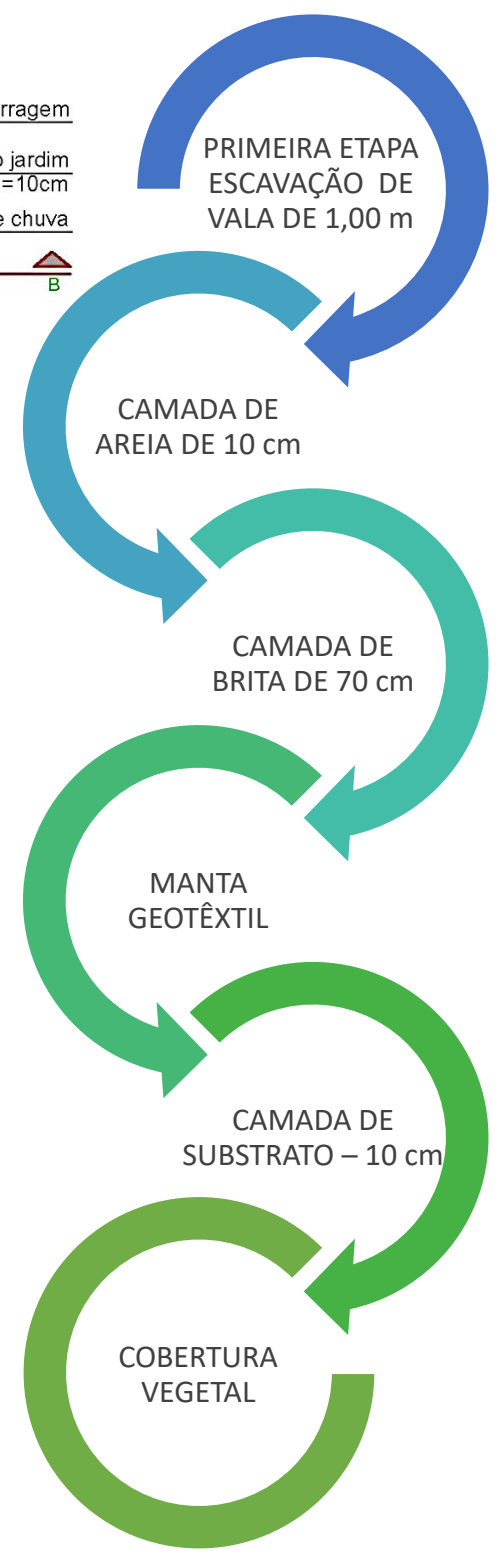 jardim
=10cm
chuva
B
PRIMEIRA ETAPA
ESCAVAÇÃO DE
VALA DE 1,00 m
CAMADA DE
AREIA DE 10 cm
CAMADA DE
BRITA DE 70 cm
MANTA
GEOTÊXTIL
CAMADA DE
SUBSTRATO – 10 cm
COBERTURA
VEGETAL